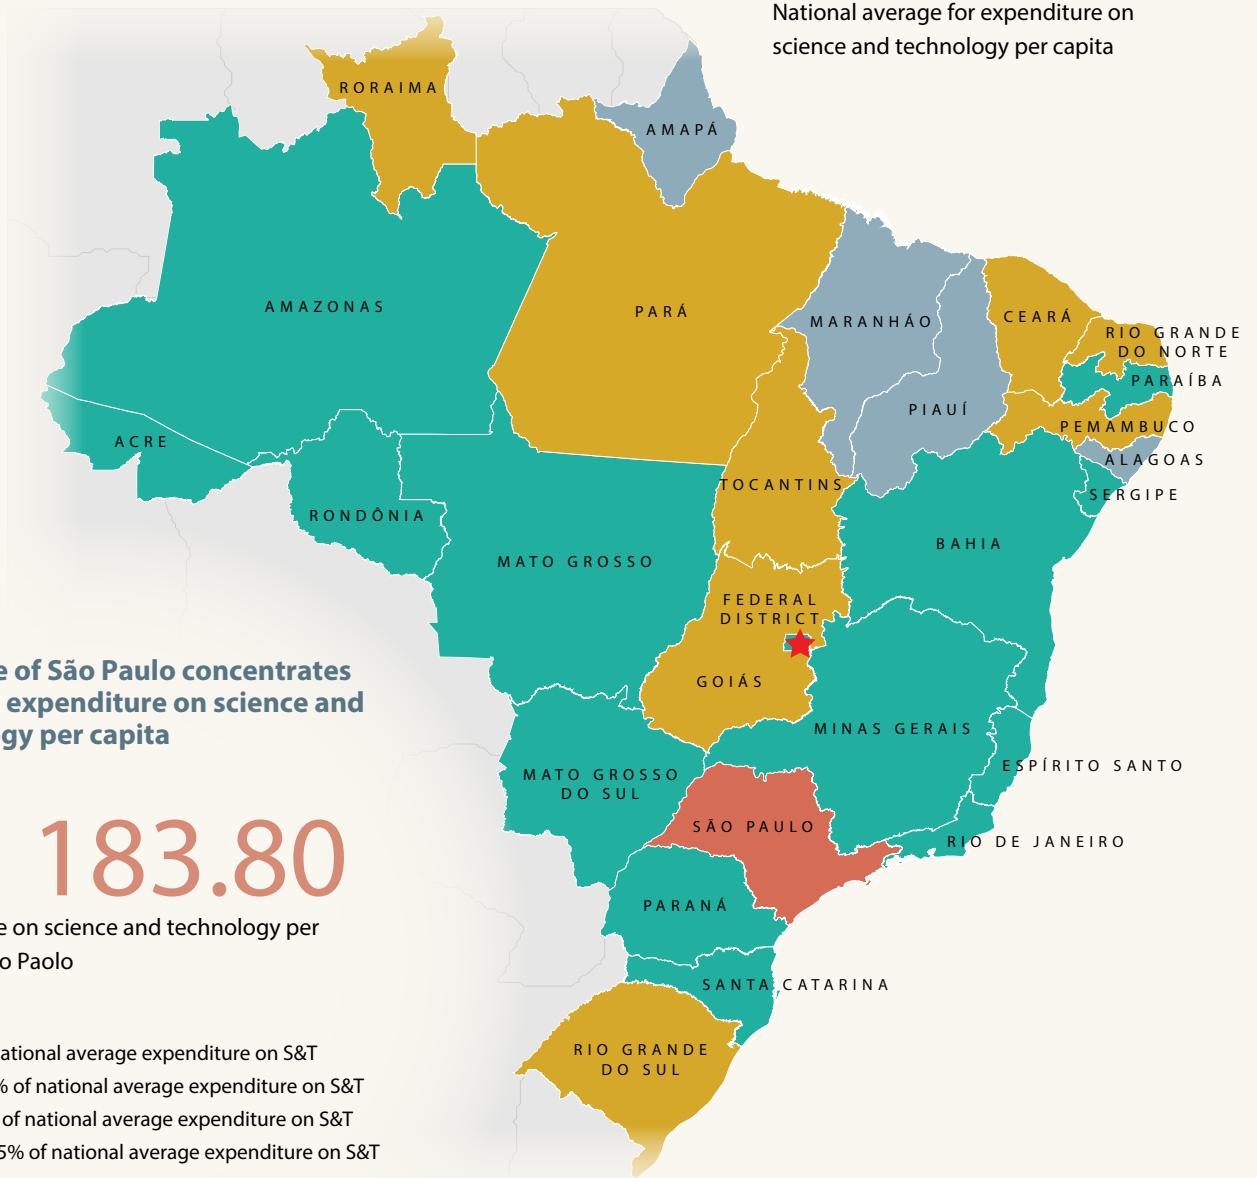 National average for expenditure on
science and technology per capita
RORAIMA
AMAPÁ
AMAZONAS
PARÁ
MARANHÁO
CEARÁ
RIO GRANDE
DO NORTE
PARAÍBA
PIAUÍ
PEMAMBUCO
ACRE
ALAGOAS
TOCANTINS
SERGIPE
RONDÔNIA
BAHIA
MATO GROSSO
FEDERAL
DISTRICT
GOIÁS
of São Paulo concentrates
expenditure on science and
per capita
MINAS GERAIS
ESPÍRITO SANTO
MATO GROSSO
DO SUL
SÃO PAULO
RIO DE JANEIRO
183.80
PARANÁ
on science and technology per
Paolo
SANTA CATARINA
RIO GRANDE
DO SUL
national average expenditure on S&T
% of national average expenditure on S&T
of national average expenditure on S&T
5% of national average expenditure on S&T